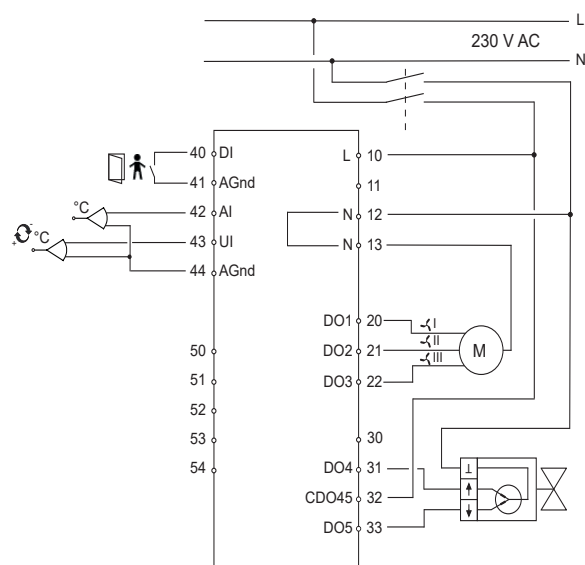 L
230 V AC
N
40 DI
L 10
41 AGnd
11
°C
42 AI
N 12
°C
43 UI
N 13
44 AGnd
DO1 20
I
II
M
50
DO2 21
III
51
DO3 22
52
53
30
54
DO4 31
CDO45 32
DO5 33